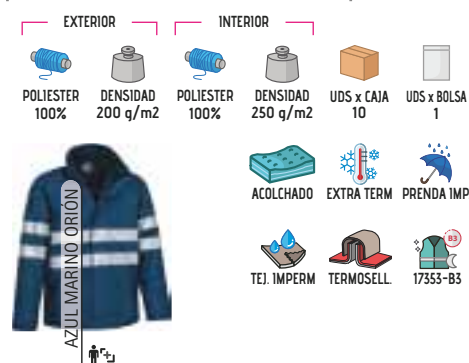 EXTERIOR
INTERIOR
POLIESTER
100%
DENSIDAD
200 g/m2
POLIESTER
100%
DENSIDAD
250 g/m2
UDS x CAJA
10
UDS x BOLSA
1
ACOLCHADO
EXTRA TERM
PRENDA IMP
TEJ. IMPERM
TERMOSELL.
B3
17353-B3
AZUL MARINO ORIÓN